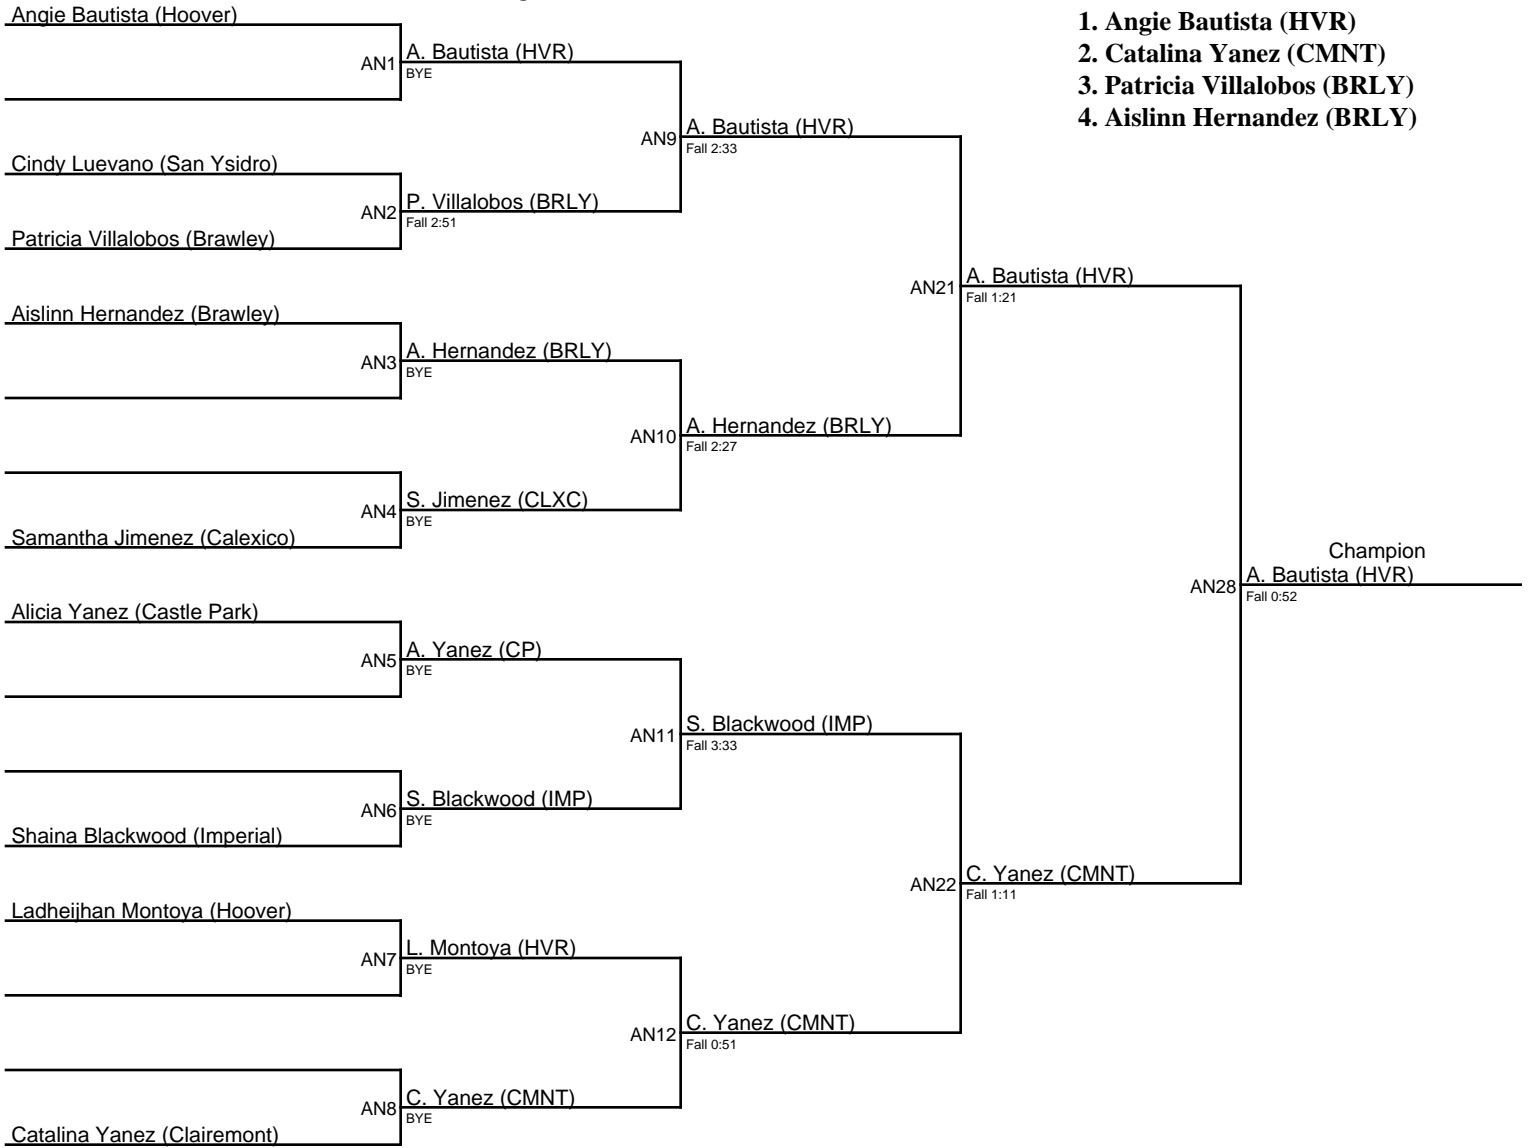 Angie Bautista (Hoover)
AN1
A. Bautista (HVR)
BYE
Cindy Luevano (San Ysidro)
AN2
P. Villalobos (BRLY)
Fall 2:51
Patricia Villalobos (Brawley)
AN9
A. Bautista (HVR)
Fall 2:33
Aislinn Hernandez (Brawley)
AN3
A. Hernandez (BRLY)
BYE
AN10
A. Hernandez (BRLY)
Fall 2:27
AN4
S. Jimenez (CLXC)
BYE
Samantha Jimenez (Calexico)
AN21
A. Bautista (HVR)
Fall 1:21
Alicia Yanez (Castle Park)
AN5
A. Yanez (CP)
BYE
AN11
S. Blackwood (IMP)
Fall 3:33
AN6
S. Blackwood (IMP)
BYE
Shaina Blackwood (Imperial)
Ladheijhan Montoya (Hoover)
AN7
L. Montoya (HVR)
BYE
AN12
C. Yanez (CMNT)
Fall 0:51
AN8
C. Yanez (CMNT)
BYE
Catalina Yanez (Clairemont)
AN22
C. Yanez (CMNT)
Fall 1:11
Champion
AN28
A. Bautista (HVR)
Fall 0:52
1. Angie Bautista (HVR)
2. Catalina Yanez (CMNT)
3. Patricia Villalobos (BRLY)
4. Aislinn Hernandez (BRLY)